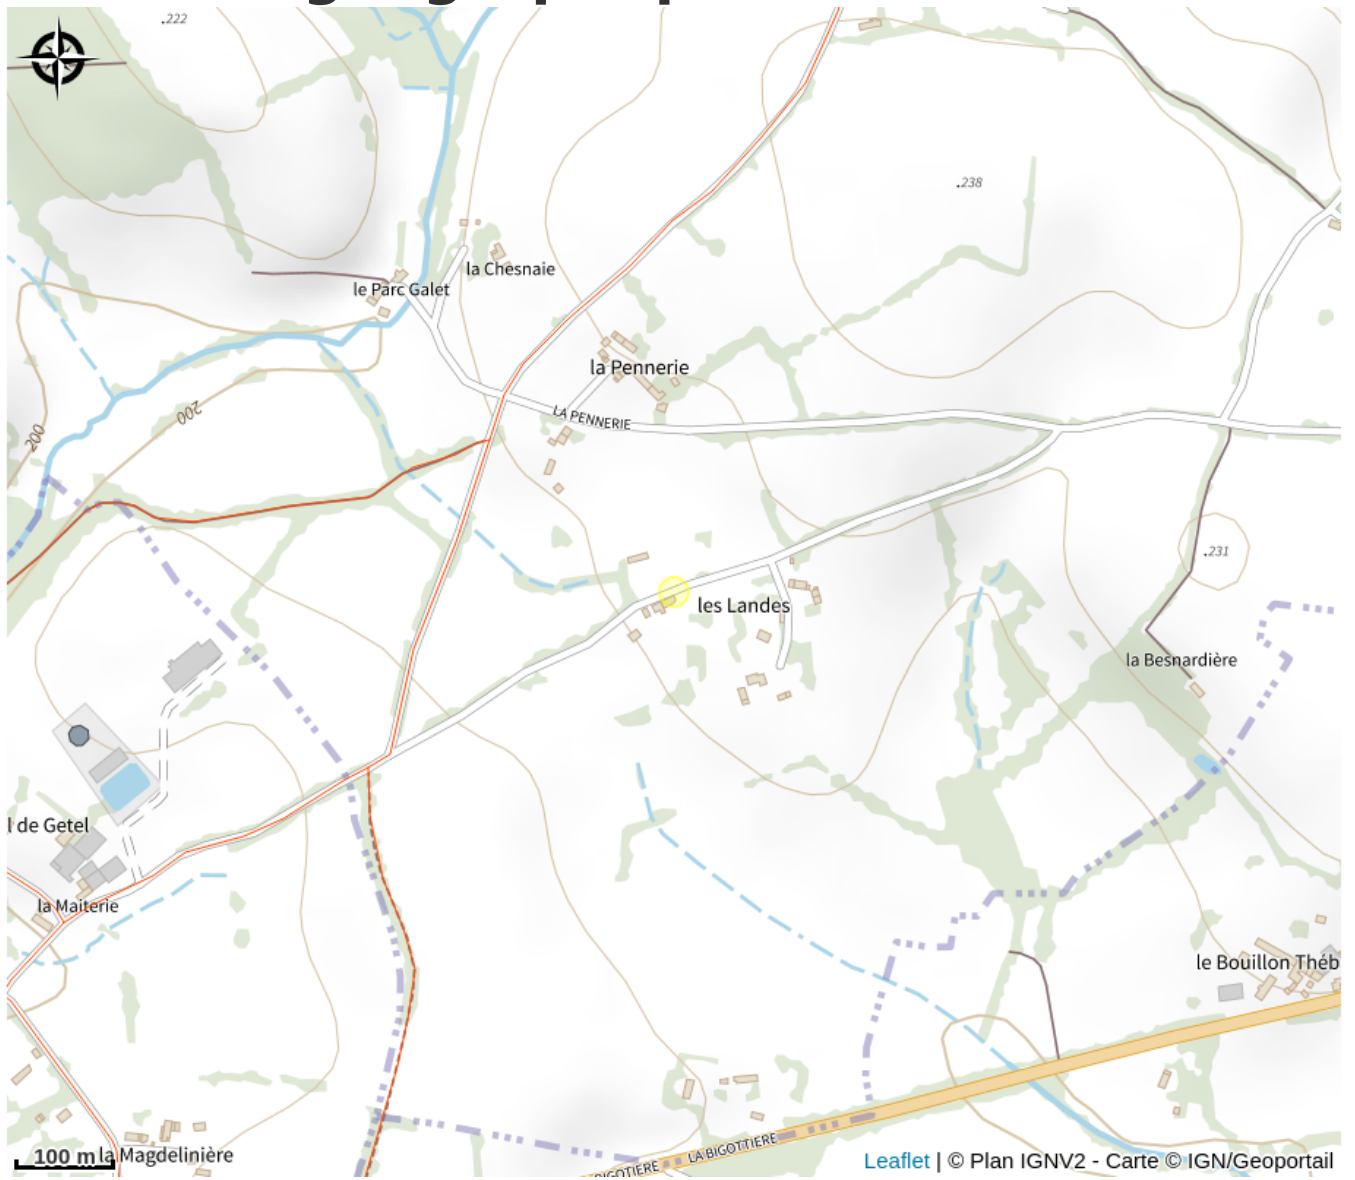 .222
.238
la Chesnaie
le Parc Galet
la Pennerie
LA PENNERIE
200
200
.231
les Landes
la Besnardière
l de Getel
la Maiterie
le Bouillon Théb
LA BIGOTTIERE
BIGOTIERE
100 m
la Magdelinière
Leaflet | © Plan IGNV2 - Carte © IGN/Geoportail